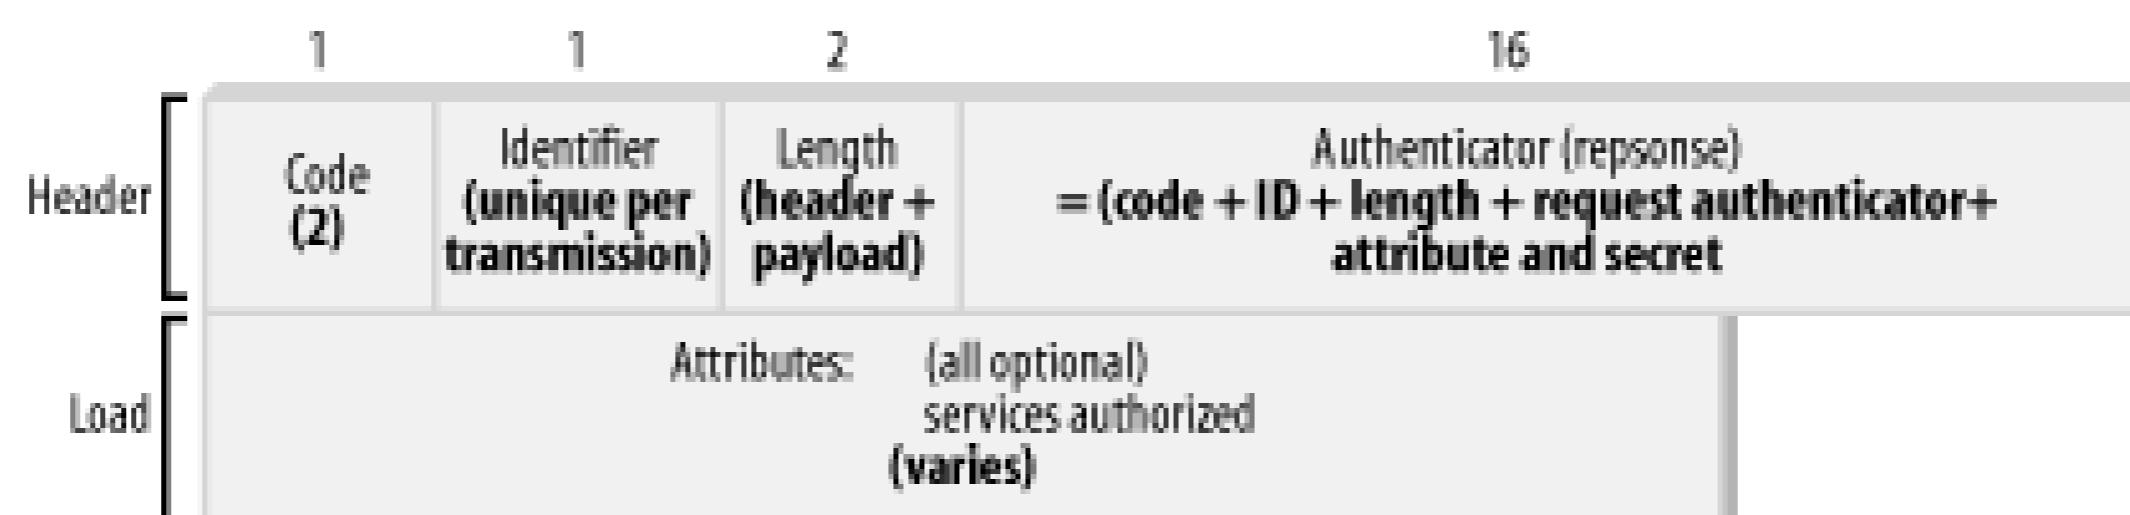 1 1 2 16
Header
Code
(2)
Identifier
(unique per
transmission)
Length
(header +
payload)
Authenticator (repsonse)
= (code + ID + length + request authenticator+
attribute and secret
Load
Attributes: (all optional)
services authorized
(varies)